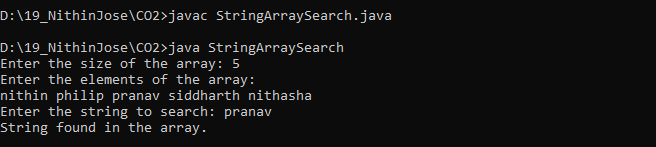 D:\19_NithinJose\CO2>javac StringArraySearch.java
D:\19_NithinJose\CO2>java StringArraySearch
Enter the size of the array: 5
Enter the elements of the array:
nithin philip pranav siddharth nithasha
Enter the string to search: pranav
String found in the array.